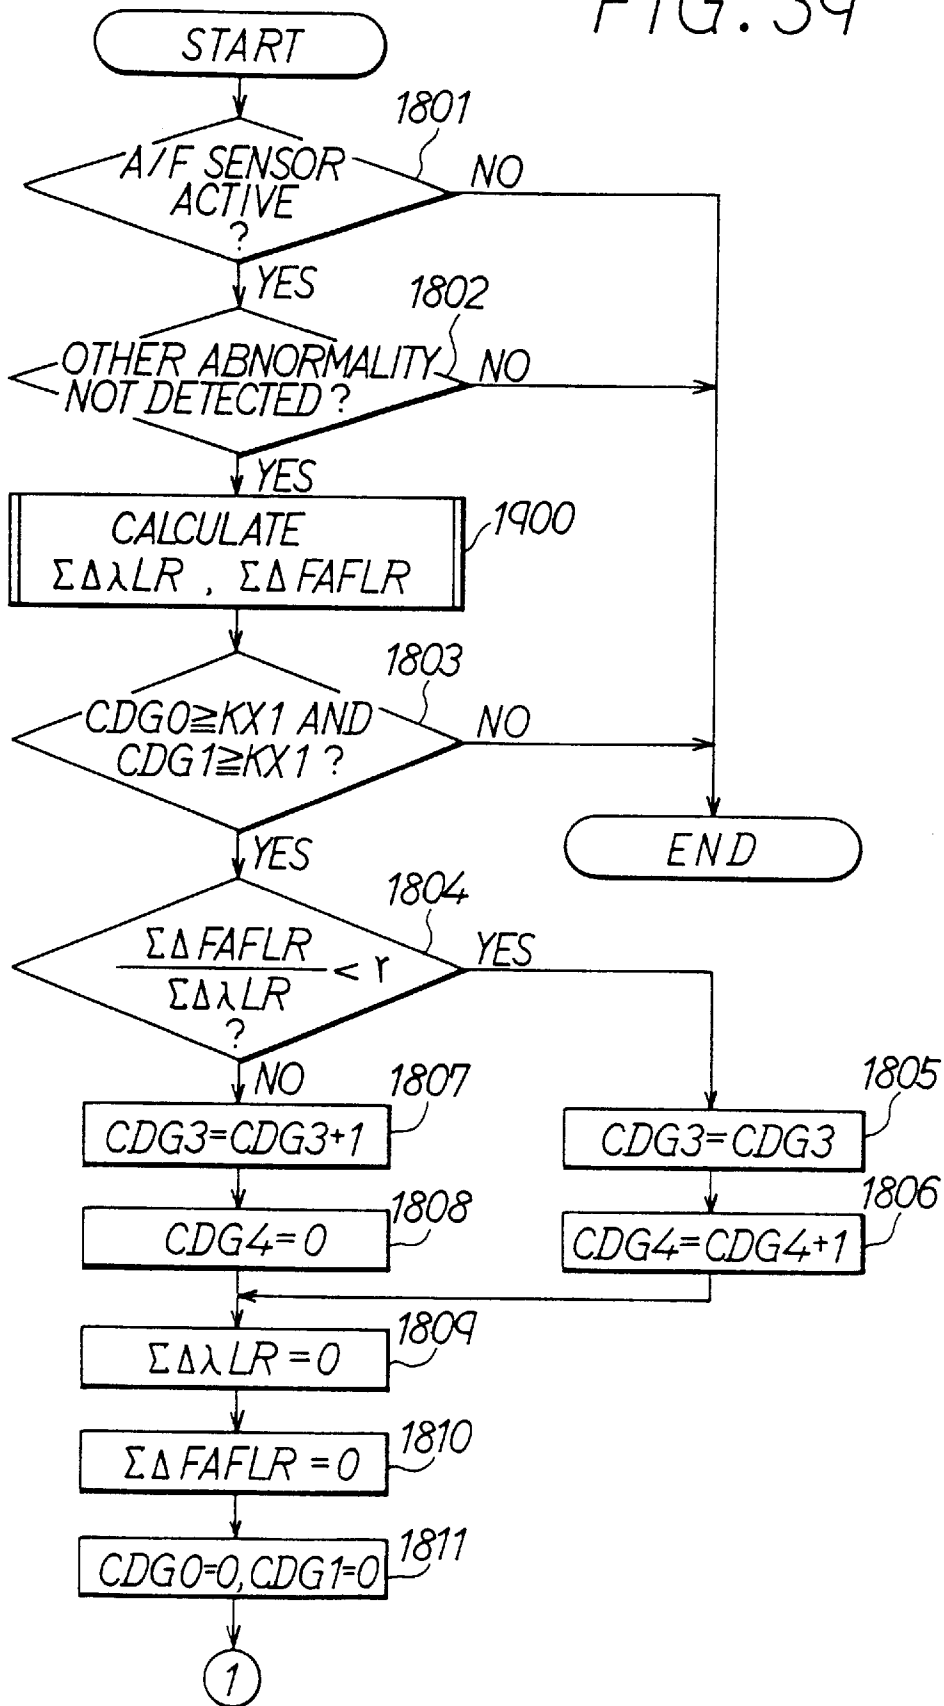 FIG. 39
START
1801
A/F SENSOR
ACTIVE
?
NO
YES
1802
OTHER ABNORMALITY
NOT DETECTED ?
NO
YES
CALCULATE
ΣΔλLR , ΣΔFAFLR
1900
1803
CDG0≧KX1 AND
CDG1≧KX1 ?
NO
END
YES
1804
ΣΔFAFLR
ΣΔλLR
< r
?
YES
NO
1807
CDG3=CDG3+1
1805
CDG3=CDG3
1808
CDG4=0
1806
CDG4=CDG4+1
1809
ΣΔλLR=0
1810
ΣΔFAFLR=0
1811
CDG0=0, CDG1=0
1